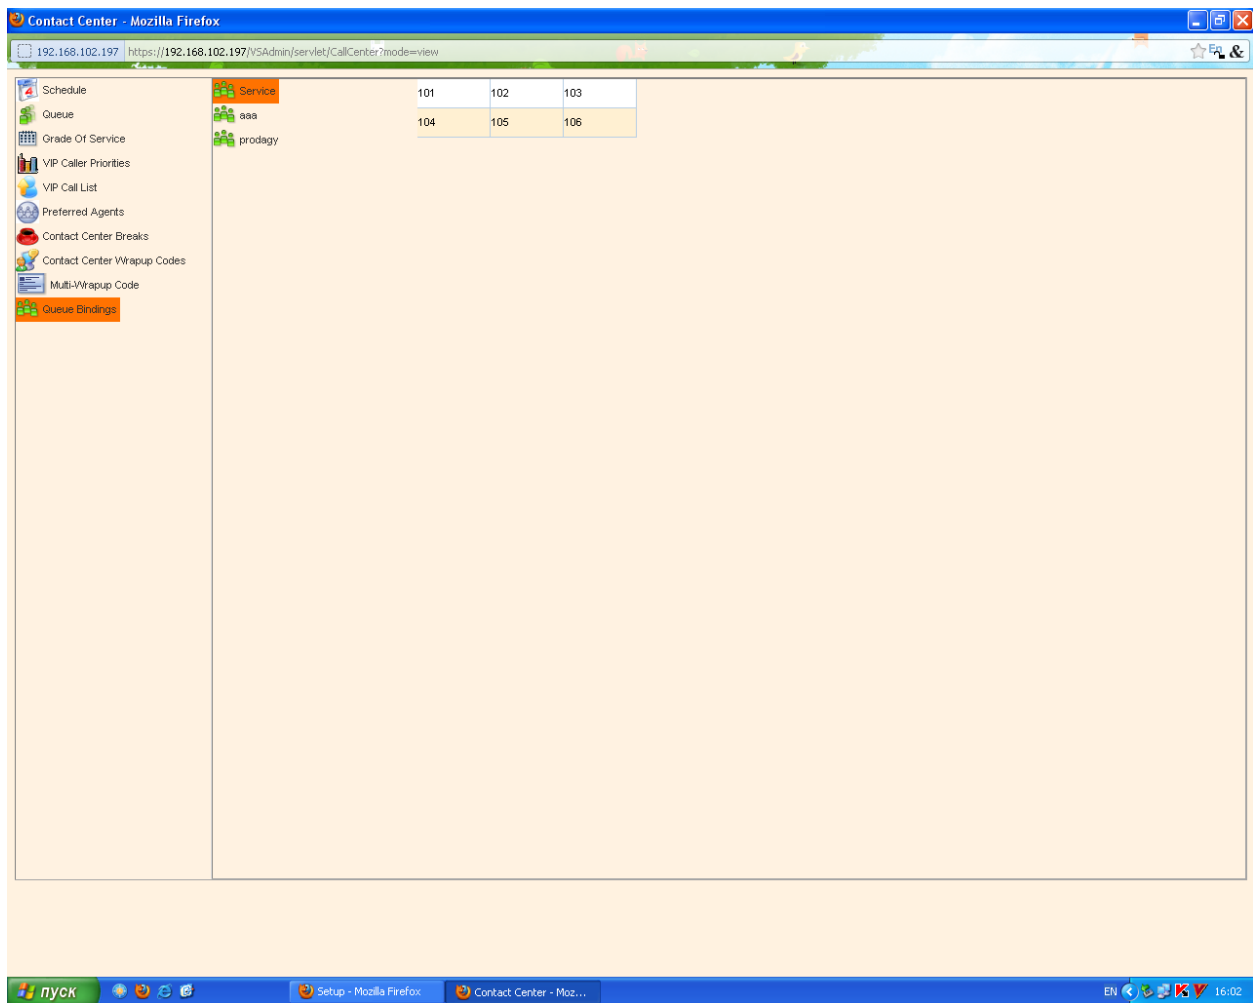 Contact Center - Mozilla Firefox
192.168.102.197 https://192.168.102.197/VSAdmin/servlet/CallCenter?mode=view
Schedule
Queue
Grade Of Service
VIP Caller Priorities
VIP Call List
Preferred Agents
Contact Center Breaks
Contact Center Wrapup Codes
Multi-Wrapup Code
Queue Bindings
Service
aaa
prodagy
101 102 103
104 105 106
пуск Setup - Mozilla Firefox Contact Center - Moz... EN 16:02